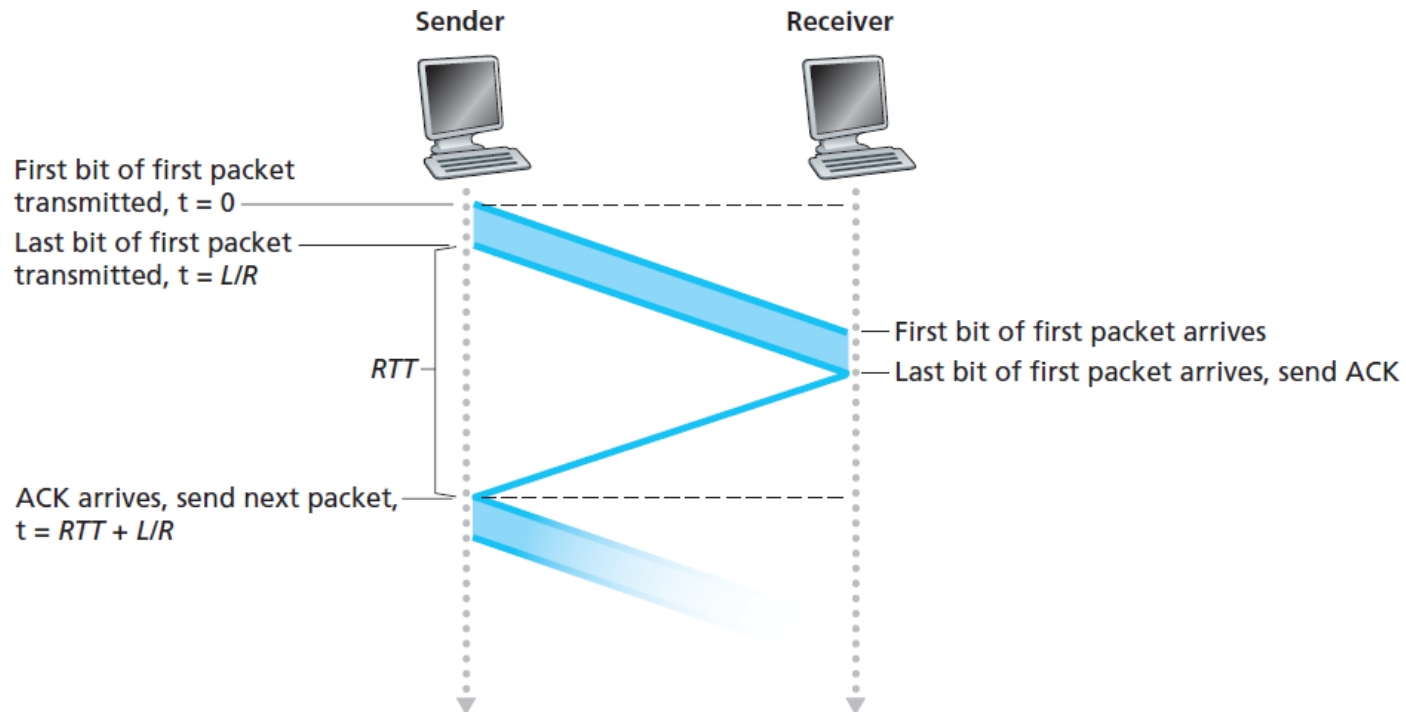 Sender
Receiver
First bit of first packet
transmitted, t = 0
Last bit of first packet
transmitted, t = L/R
First bit of first packet arrives
RTT
Last bit of first packet arrives, send ACK
ACK arrives, send next packet,
t = RTT + L/R